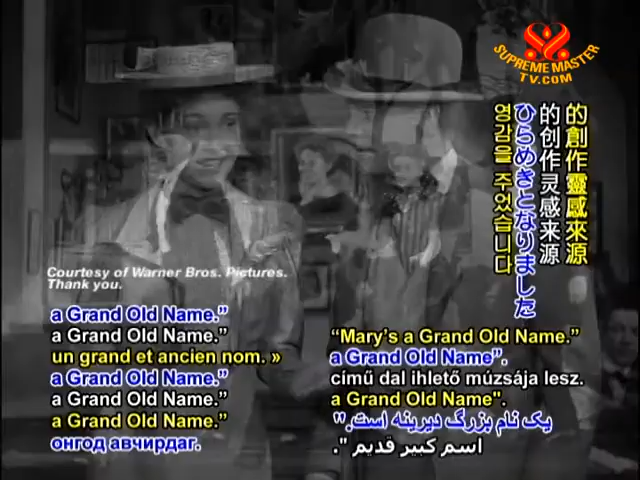 SUPREME MASTER
TV.COM
的創作靈感來源
的创作灵感来源
ひらめきとなりました
영감을 주었습니다
Courtesy of Warner Bros. Pictures.
Thank you.
a Grand Old Name.”
a Grand Old Name.”
un grand et ancien nom. »
a Grand Old Name.”
a Grand Old Name.”
a Grand Old Name.”
онгод авчирдаг.
“Mary’s a Grand Old Name.”
a Grand Old Name”.
című dal ihlető múzsája lesz.
a Grand Old Name".
یک نام بزرگ دیرینه است."
اسم كبير قديم ".